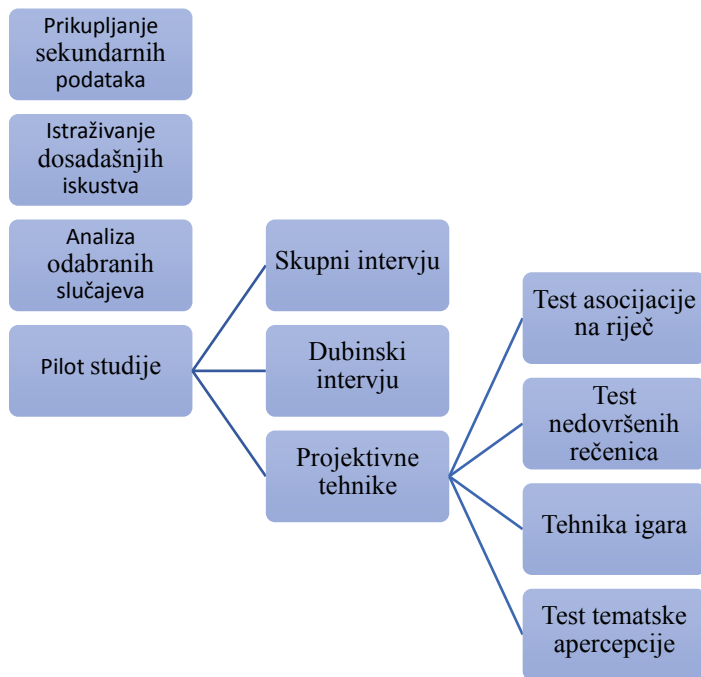 Prikupljanje
sekundarnih
podataka
Istraživanje
dosadašnjih
iskustva
Analiza
odabranih
slučajeva
Pilot studije
Skupni intervju
Dubinski
intervju
Projektivne
tehnike
Test asocijacije
na riječ
Test
nedovršenih
rečenica
Tehnika igara
Test tematske
apercepcije